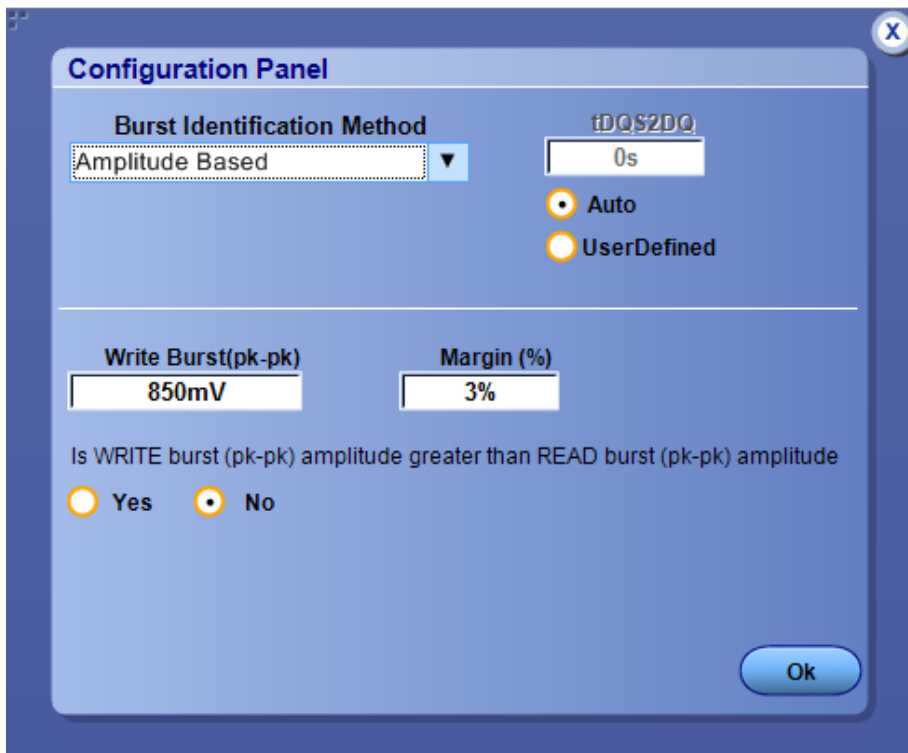 X
Configuration Panel
Burst Identification Method
Amplitude Based
tDQS2DQ
0s
Auto
UserDefined
Write Burst(pk-pk)
850mV
Margin (%)
3%
Is WRITE burst (pk-pk) amplitude greater than READ burst (pk-pk) amplitude
Yes No
Ok